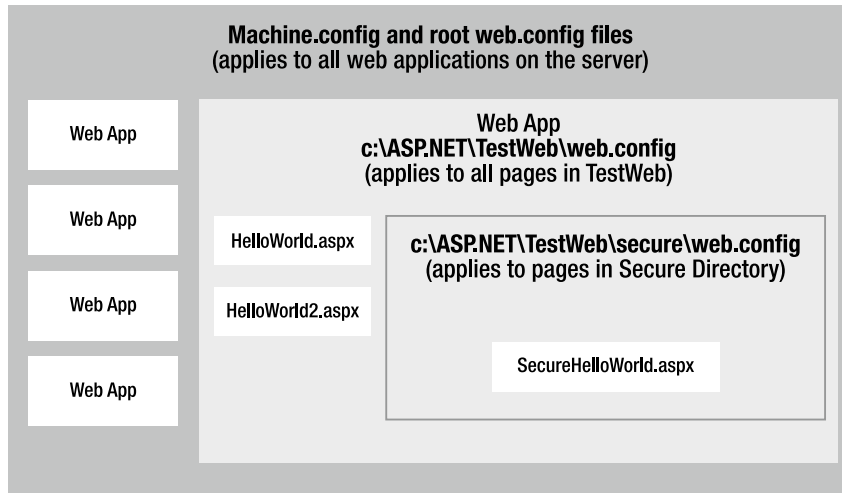 Machine.config and root web.config files
(applies to all web applications on the server)
Web App
Web App
Web App
Web App
Web App
c:\ASP.NET\TestWeb\web.config
(applies to all pages in TestWeb)
HelloWorld.aspx
HelloWorld2.aspx
c:\ASP.NET\TestWeb\secure\web.config
(applies to pages in Secure Directory)
SecureHelloWorld.aspx